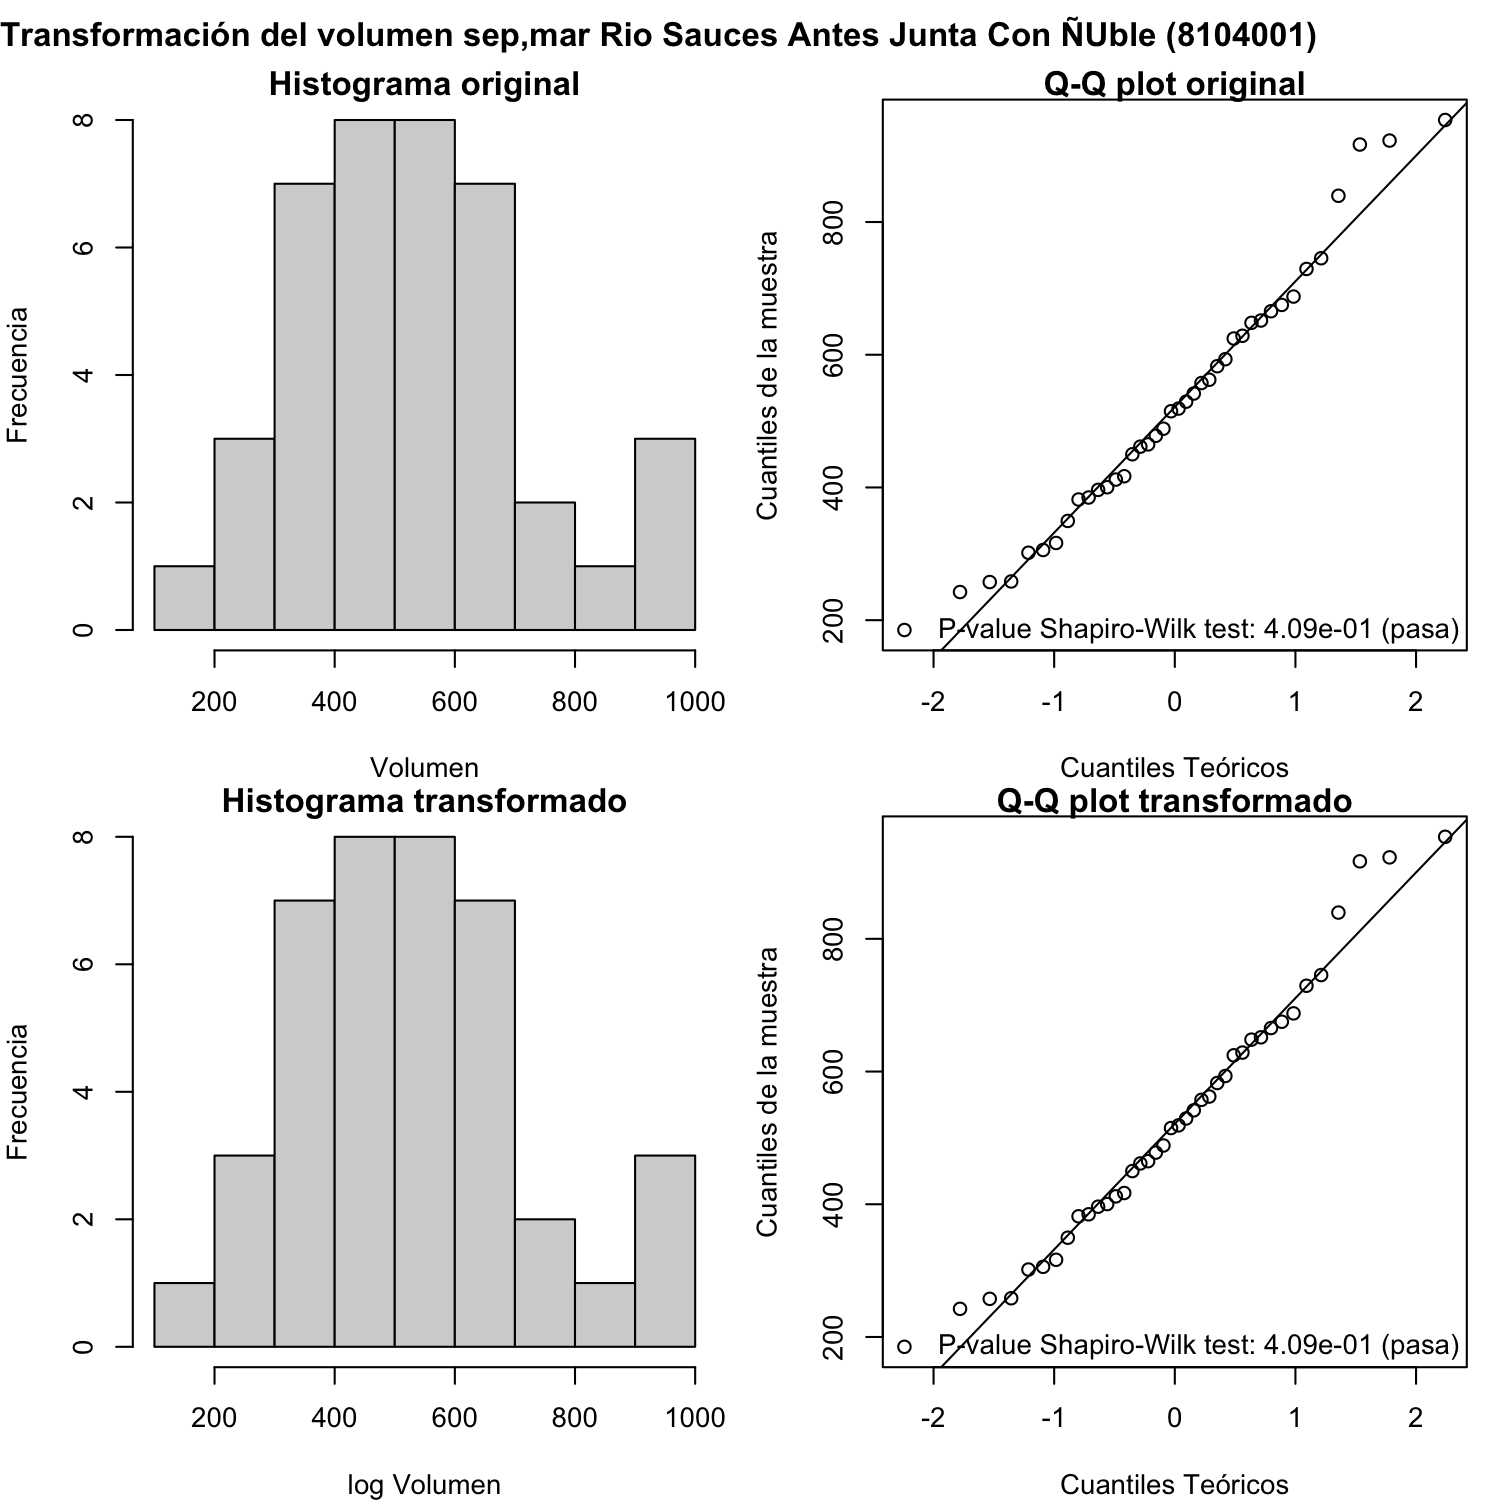 Transformación del volumen sep,mar Rio Sauces Antes Junta Con ÑUble (8104001)
Histograma original
Frecuencia
0 2 4 6 8
200 400 600 800 1000
Volumen
Q-Q plot original
Cuantiles de la muestra
200 400 600 800
P-value Shapiro-Wilk test: 4.09e-01 (pasa)
-2 -1 0 1 2
Cuantiles Teóricos
Histograma transformado
Frecuencia
0 2 4 6 8
200 400 600 800 1000
log Volumen
Q-Q plot transformado
Cuantiles de la muestra
200 400 600 800
P-value Shapiro-Wilk test: 4.09e-01 (pasa)
-2 -1 0 1 2
Cuantiles Teóricos